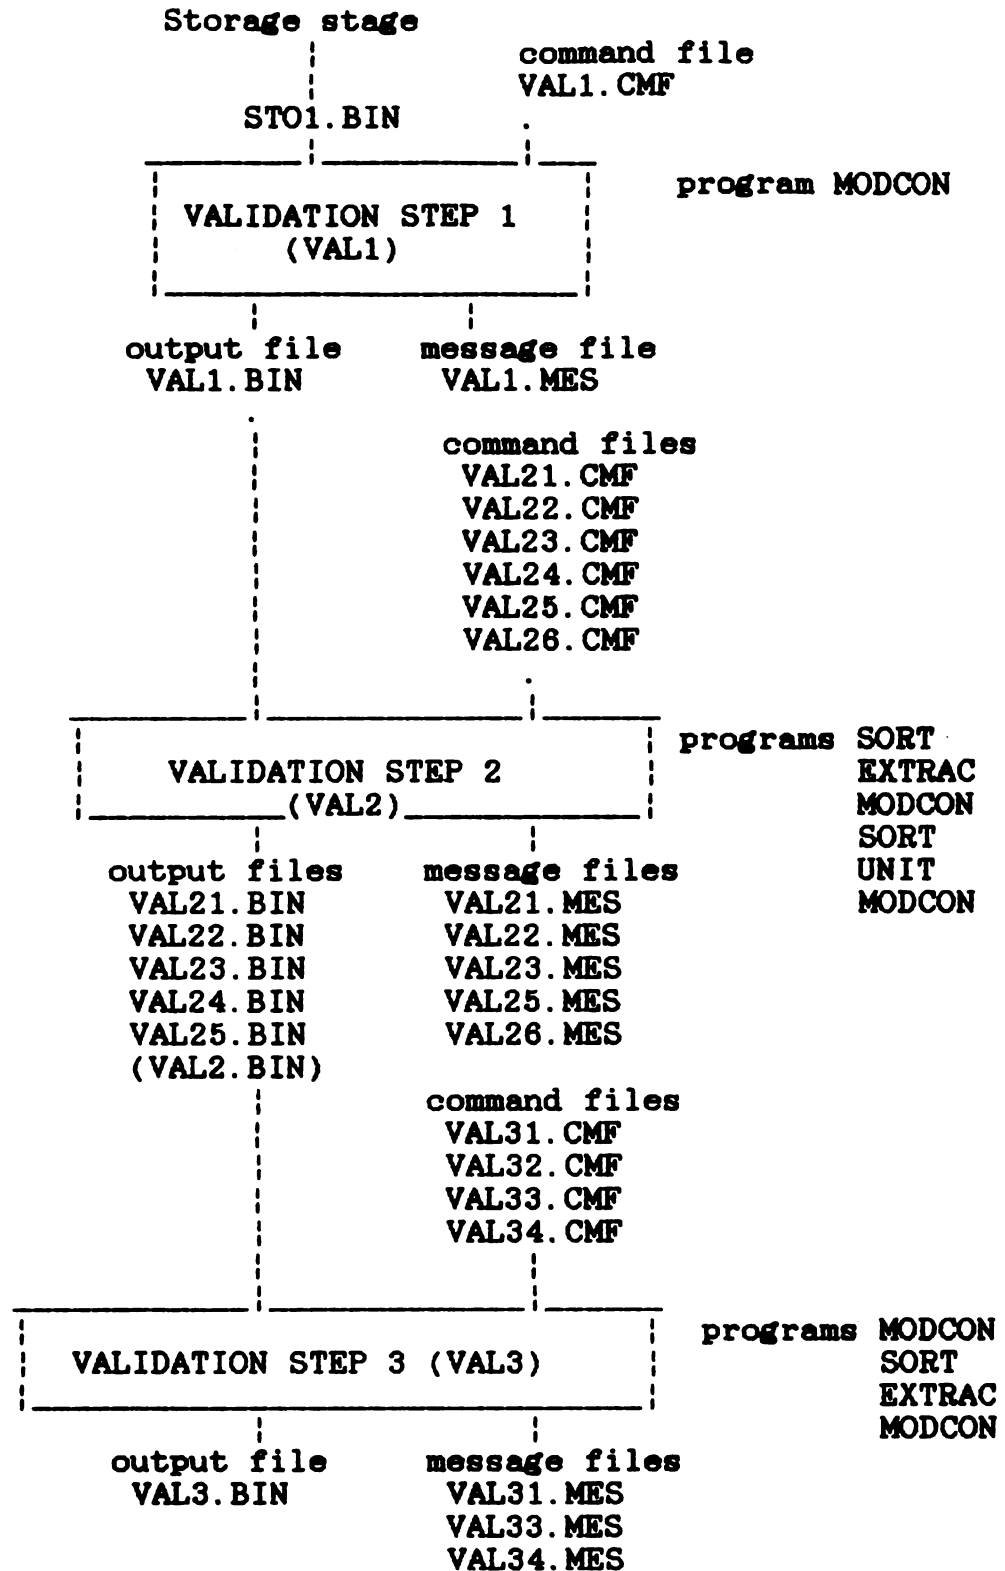 Storage stage
command file
VAL1.CMF
STO1.BIN
program MODCON
VALIDATION STEP 1
(VAL1)
output file message file
VAL1.BIN VAL1.MES
command files
VAL21.CMF
VAL22.CMF
VAL23.CMF
VAL24.CMF
VAL25.CMF
VAL26.CMF
programs SORT
VALIDATION STEP 2 EXTRAC
(VAL2) MODCON
SORT
output files message files UNIT
VAL21.BIN VAL21.MES MODCON
VAL22.BIN VAL22.MES
VAL23.BIN VAL23.MES
VAL24.BIN VAL25.MES
VAL25.BIN VAL26.MES
(VAL2.BIN)
command files
VAL31.CMF
VAL32.CMF
VAL33.CMF
VAL34.CMF
programs MODCON
VALIDATION STEP 3 (VAL3) SORT
EXTRAC
MODCON
output file message files
VAL3.BIN VAL31.MES
VAL33.MES
VAL34.MES